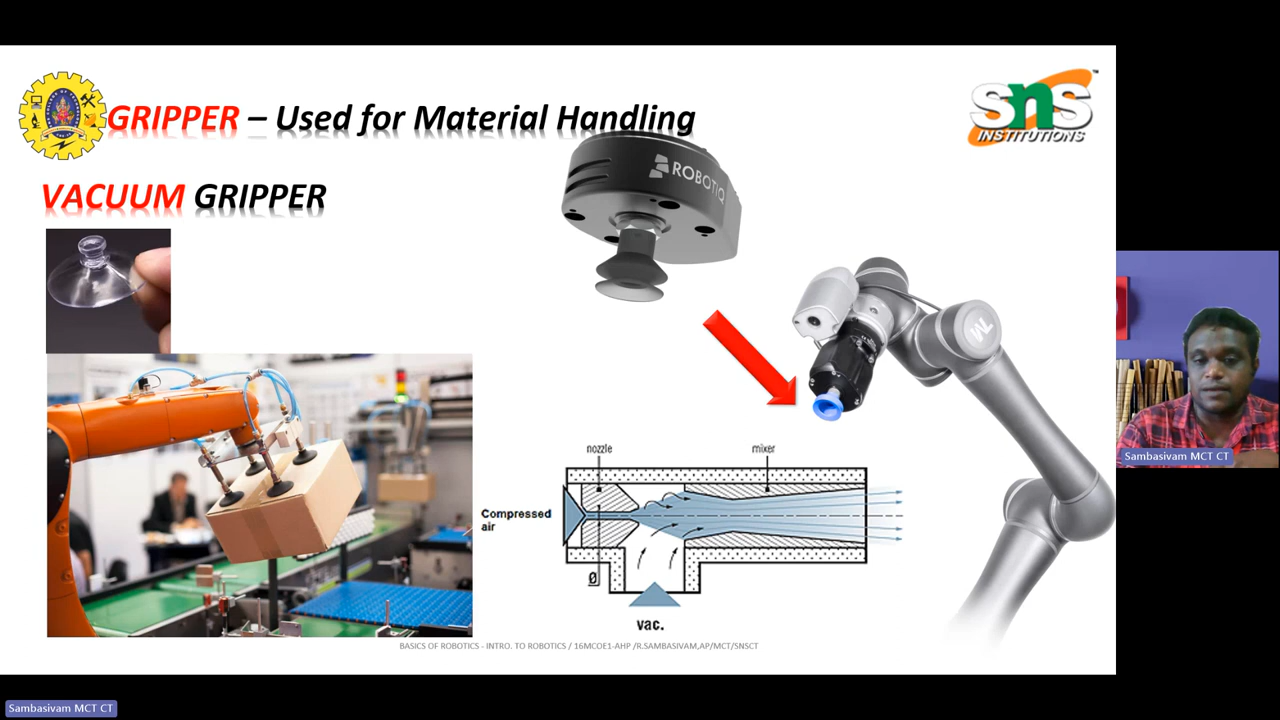 GRIPPER – Used for Material Handling
SNS
INSTITUTIONS
VACUUM GRIPPER
ROBOTIQ
TM
nozzle
mixer
Compressed
air
Ø
vac.
BASICS OF ROBOTICS - INTRO. TO ROBOTICS / 16MCOE1-AHP /R.SAMBASIVAM,AP/MCT/SNSCT
Sambasivam MCT CT
Sambasivam MCT CT